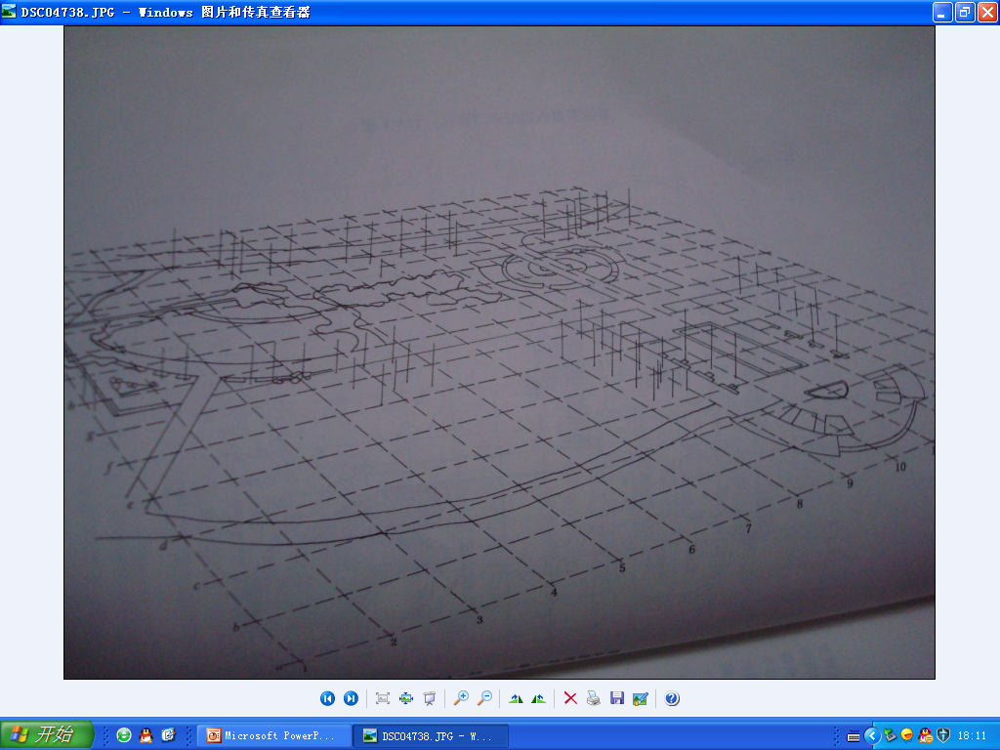 DSC04738.JPG - Windows 图片和传真查看器
h
g
f
e
d
c
b
a
1
2
3
4
5
6
7
8
9
10
开始
Microsoft PowerP...
DSC04738.JPG - W...
18:11